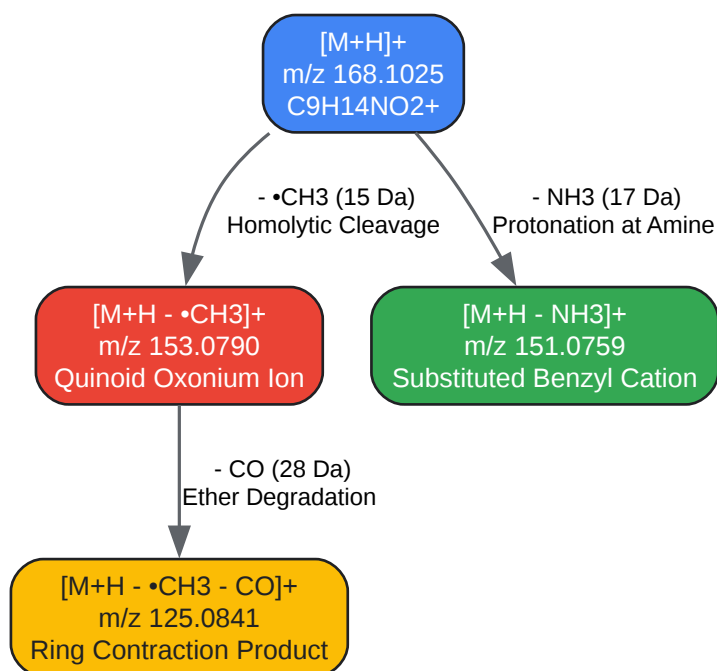 [M+H]+
m/z 168.1025
C9H14NO2+
- •CH3 (15 Da)
Homolytic Cleavage
- NH3 (17 Da)
Protonation at Amine
[M+H - •CH3]+
m/z 153.0790
Quinoid Oxonium Ion
[M+H - NH3]+
m/z 151.0759
Substituted Benzyl Cation
- CO (28 Da)
Ether Degradation
[M+H - •CH3 - CO]+
m/z 125.0841
Ring Contraction Product